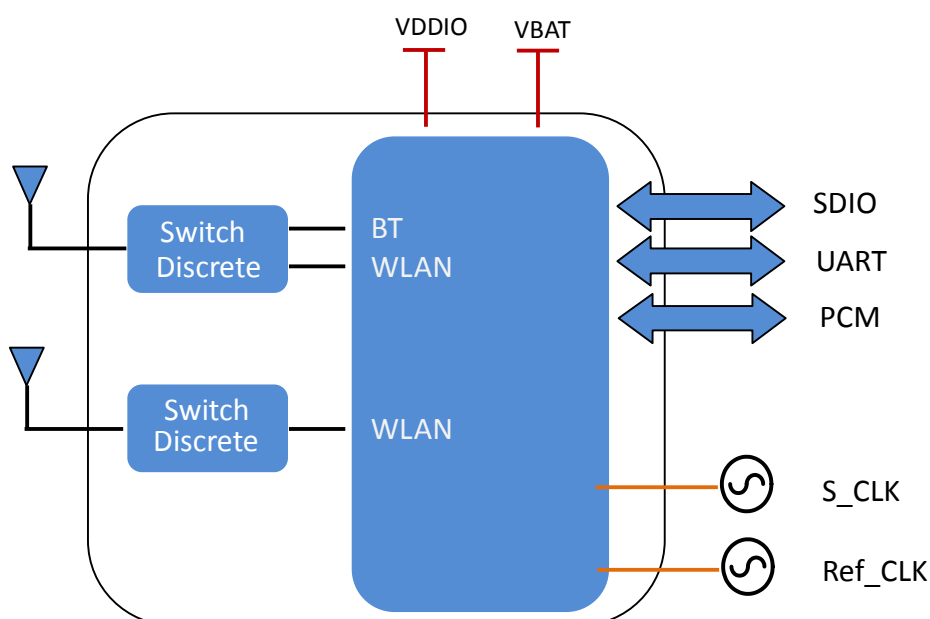 VDDIO
VBAT
Switch
Discrete
BT
WLAN
SDIO
UART
PCM
Switch
Discrete
WLAN
S_CLK
Ref_CLK